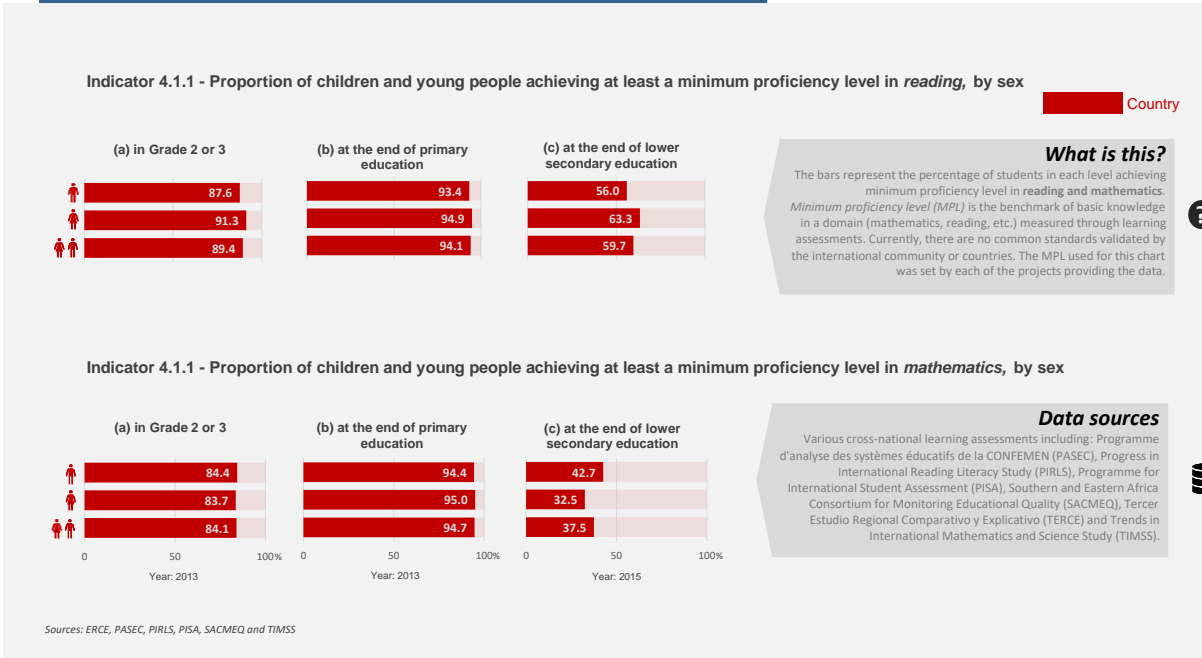 Indicator 4.1.1 - Proportion of children and young people achieving at least a minimum proficiency level in reading, by sex
Country
(a) in Grade 2 or 3
87.6
91.3
89.4
(b) at the end of primary
education
93.4
94.9
94.1
(c) at the end of lower
secondary education
56.0
63.3
59.7
What is this?
The bars represent the percentage of students in each level achieving
minimum proficiency level in reading and mathematics.
Minimum proficiency level (MPL) is the benchmark of basic knowledge
in a domain (mathematics, reading, etc.) measured through learning
assessments. Currently, there are no common standards validated by
the international community or countries. The MPL used for this chart
was set by each of the projects providing the data.
?
Indicator 4.1.1 - Proportion of children and young people achieving at least a minimum proficiency level in mathematics, by sex
(a) in Grade 2 or 3
84.4
83.7
84.1
0 50 100%
Year: 2013
(b) at the end of primary
education
94.4
95.0
94.7
0 50 100%
Year: 2013
(c) at the end of lower
secondary education
42.7
32.5
37.5
0 50 100%
Year: 2015
Data sources
Various cross-national learning assessments including: Programme
d'analyse des systèmes éducatifs de la CONFEMEN (PASEC), Progress in
International Reading Literacy Study (PIRLS), Programme for
International Student Assessment (PISA), Southern and Eastern Africa
Consortium for Monitoring Educational Quality (SACMEQ), Tercer
Estudio Regional Comparativo y Explicativo (TERCE) and Trends in
International Mathematics and Science Study (TIMSS).
Sources: ERCE, PASEC, PIRLS, PISA, SACMEQ and TIMSS